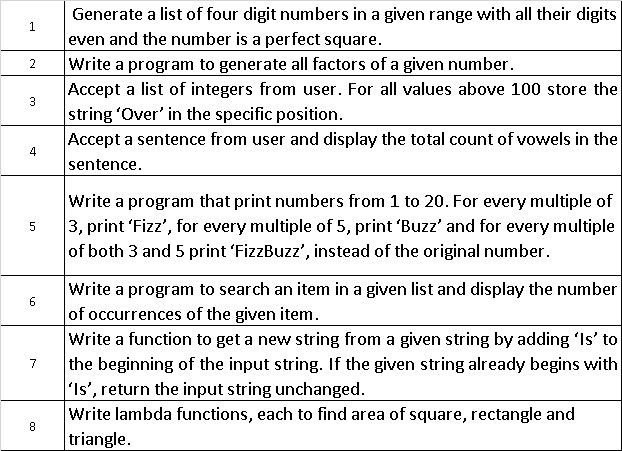 1 Generate a list of four digit numbers in a given range with all their digits
even and the number is a perfect square.
2 Write a program to generate all factors of a given number.
3 Accept a list of integers from user. For all values above 100 store the
string ‘Over’ in the specific position.
4 Accept a sentence from user and display the total count of vowels in the
sentence.
5 Write a program that print numbers from 1 to 20. For every multiple of
3, print ‘Fizz’, for every multiple of 5, print ‘Buzz’ and for every multiple
of both 3 and 5 print ‘FizzBuzz’, instead of the original number.
6 Write a program to search an item in a given list and display the number
of occurrences of the given item.
7 Write a function to get a new string from a given string by adding ‘Is’ to
the beginning of the input string. If the given string already begins with
‘Is’, return the input string unchanged.
8 Write lambda functions, each to find area of square, rectangle and
triangle.